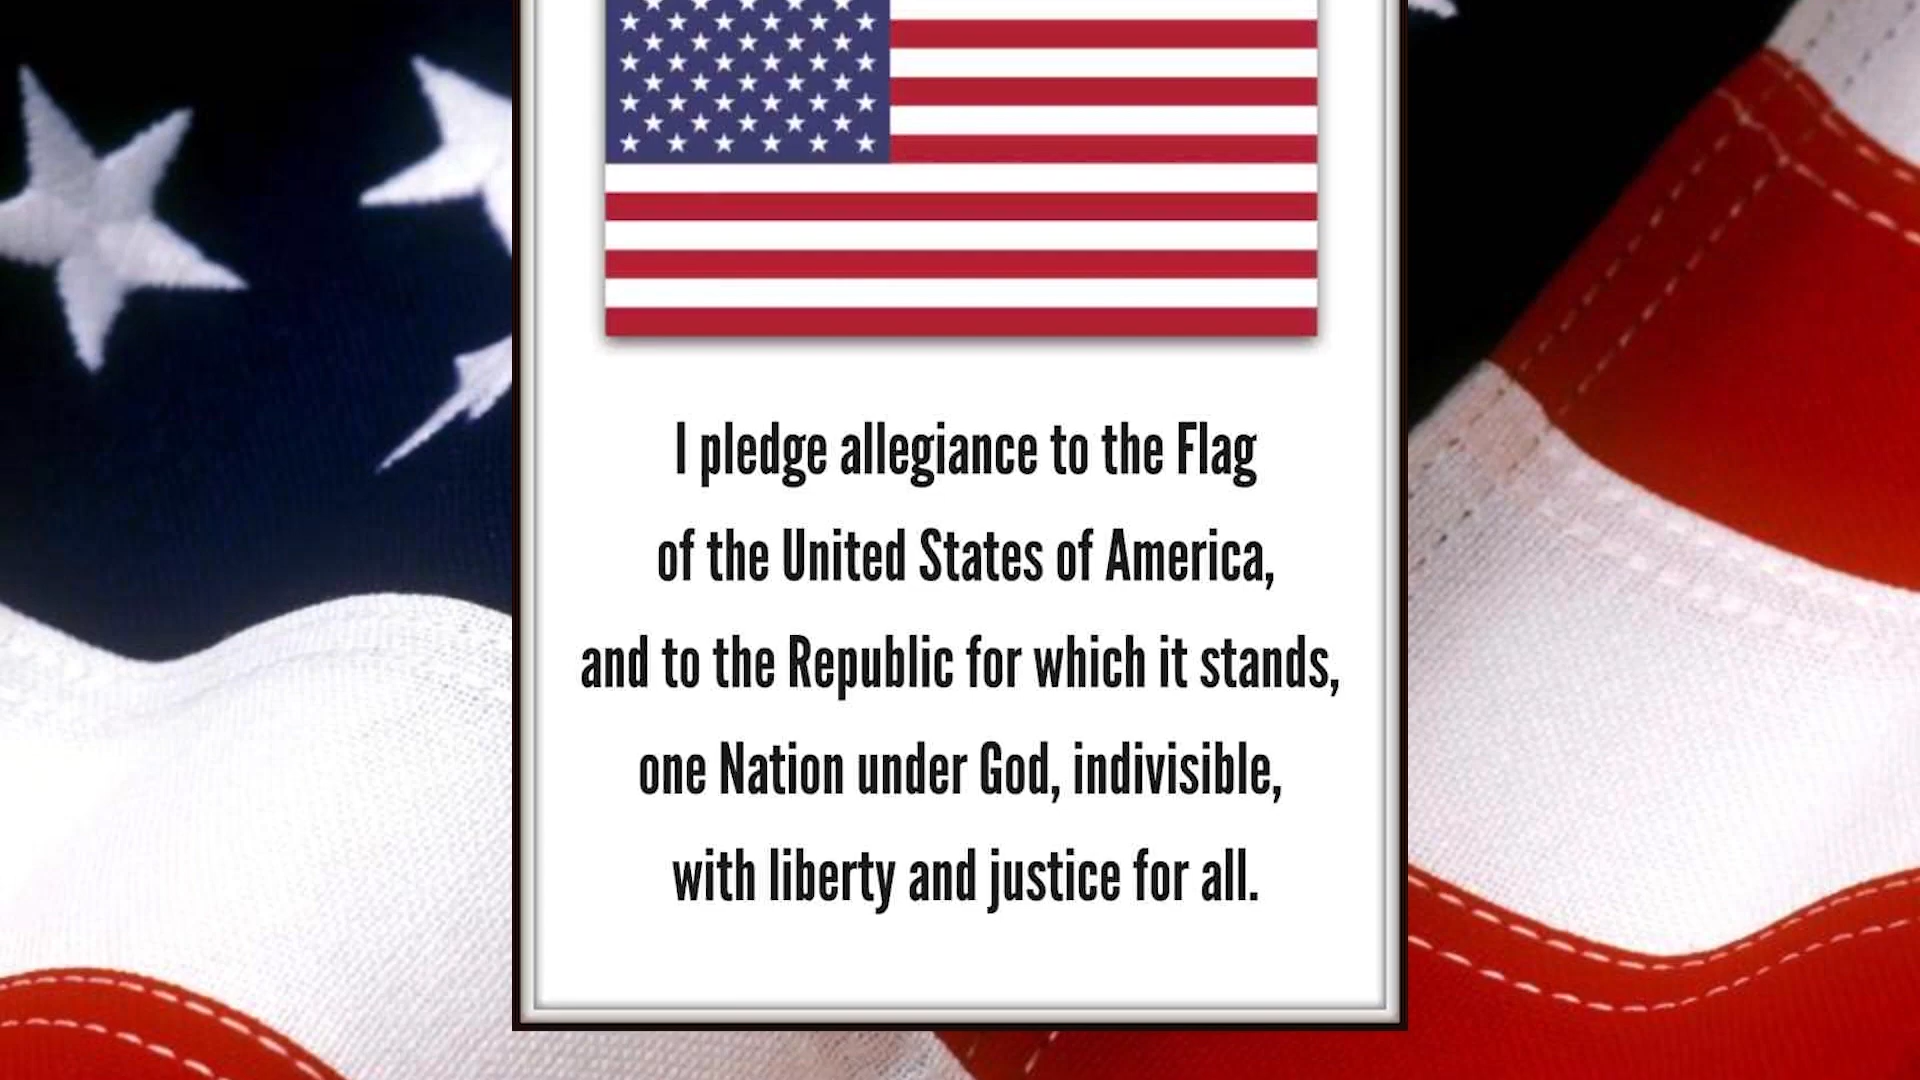 I pledge allegiance to the Flag
of the United States of America,
and to the Republic for which it stands,
one Nation under God, indivisible,
with liberty and justice for all.